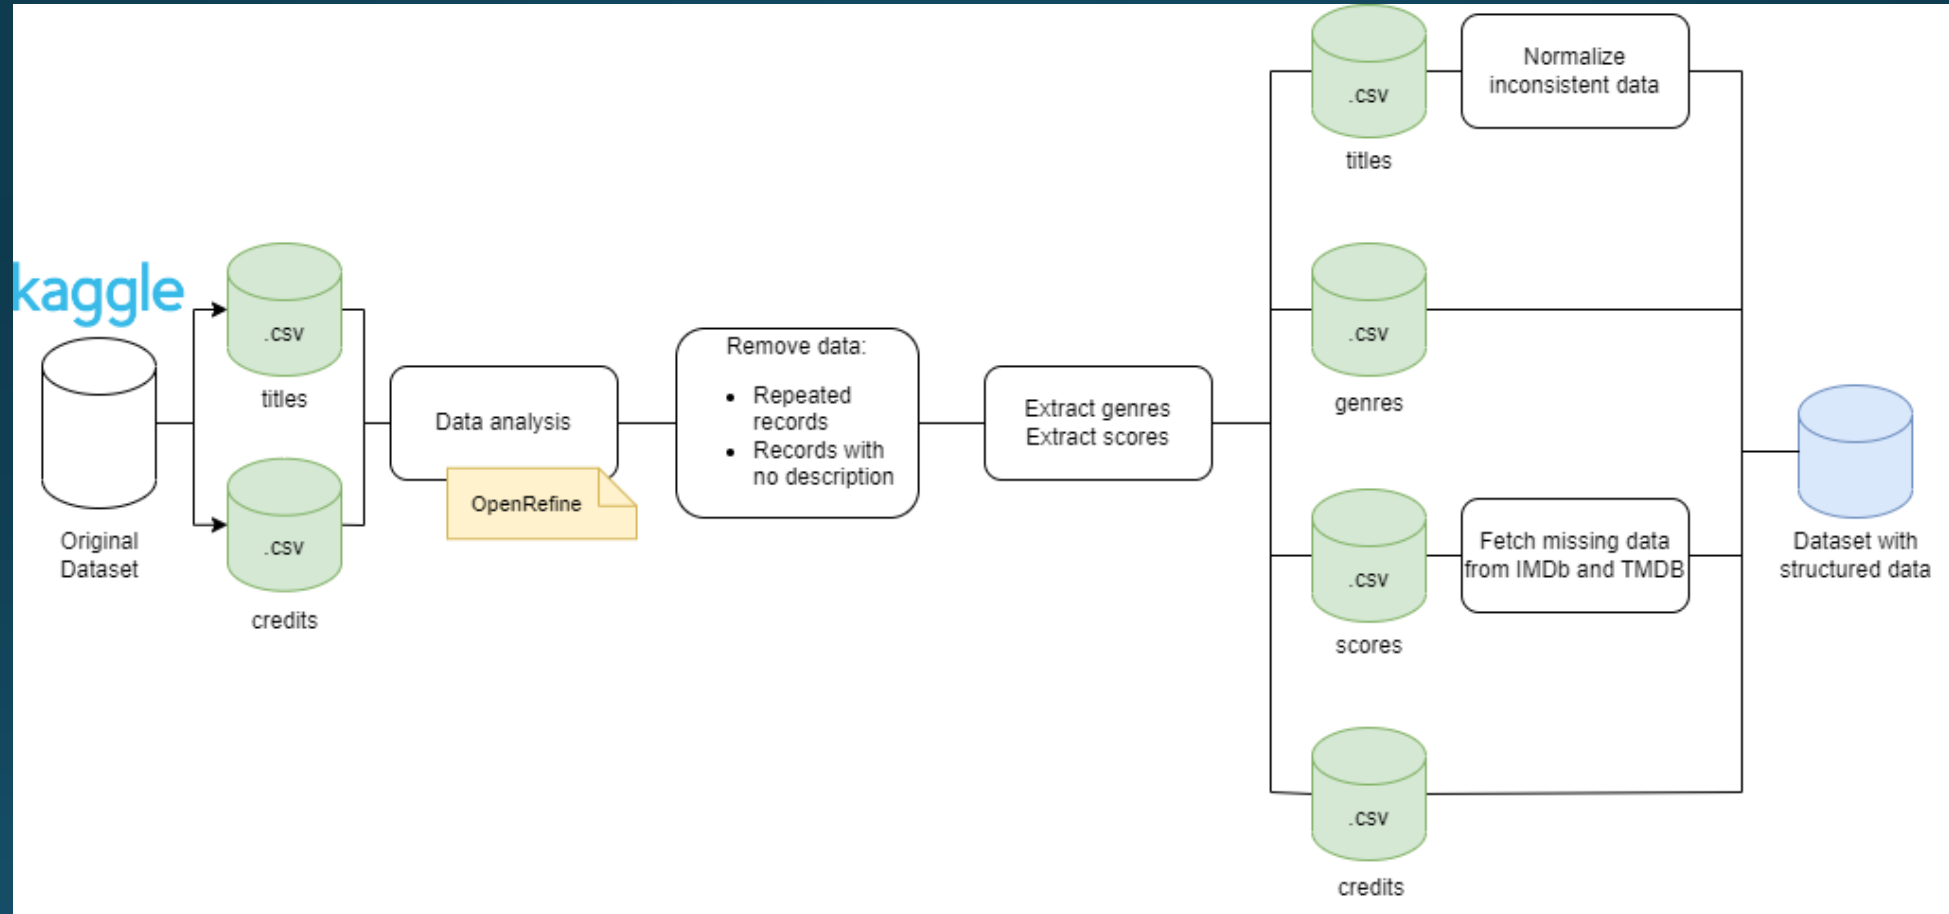 kaggle
Original
Dataset
.csv
titles
.csv
credits
Data analysis
OpenRefine
Remove data:
• Repeated
records
• Records with
no description
Extract genres
Extract scores
.csv
titles
Normalize
inconsistent data
.csv
genres
.csv
scores
Fetch missing data
from IMDb and TMDB
.csv
credits
Dataset with
structured data